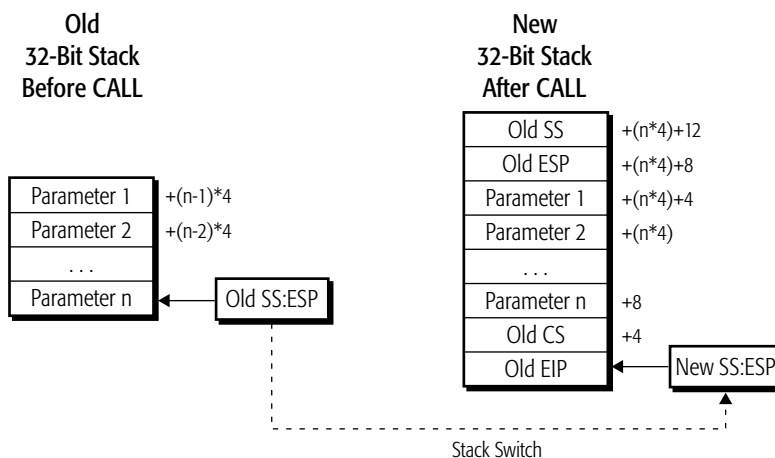 Old
32-Bit Stack
Before CALL
New
32-Bit Stack
After CALL
Old SS +(n*4)+12
Old ESP +(n*4)+8
Parameter 1 +(n-1)*4
Parameter 1 +(n*4)+4
Parameter 2 +(n-2)*4
Parameter 2 +(n*4)
. . .
. . .
Parameter n
Old SS:ESP
Parameter n +8
Old CS +4
Old EIP
New SS:ESP
Stack Switch